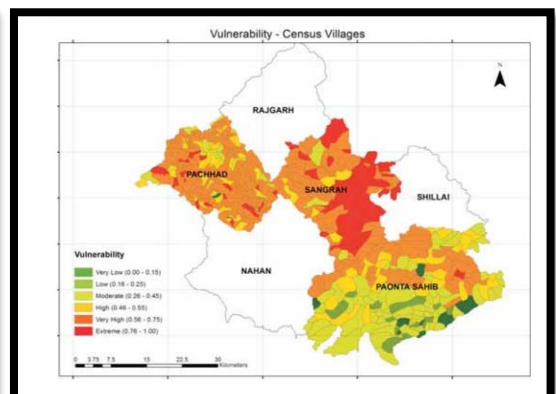 Vulnerability - Census Villages
N
RAJGARH
PACHHAD
SANGRAH
SHILLAI
NAHAN
PAONTA SAHIB
Vulnerability
Very Low (0.00 - 0.15)
Low (0.16 - 0.25)
Moderate (0.26 - 0.45)
High (0.46 - 0.55)
Very High (0.56 - 0.75)
Extreme (0.76 - 1.00)
0 3.75 7.5 15 22.5 30
Kilometers